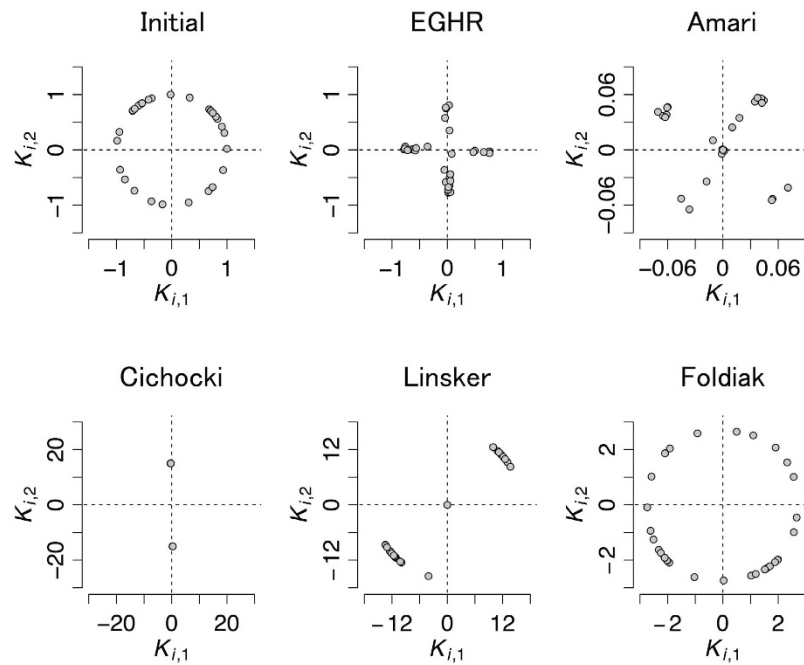 Initial
EGHR
Amari
K_{i,2}
1
0
−1
K_{i,2}
1
0
−1
K_{i,2}
0.06
0
−0.06
−1 0 1
−1 0 1
−0.06 0 0.06
K_{i,1}
K_{i,1}
K_{i,1}
Cichocki
Linsker
Foldiak
K_{i,2}
20
0
−20
K_{i,2}
12
0
−12
K_{i,2}
2
0
−2
−20 0 20
−12 0 12
−2 0 2
K_{i,1}
K_{i,1}
K_{i,1}